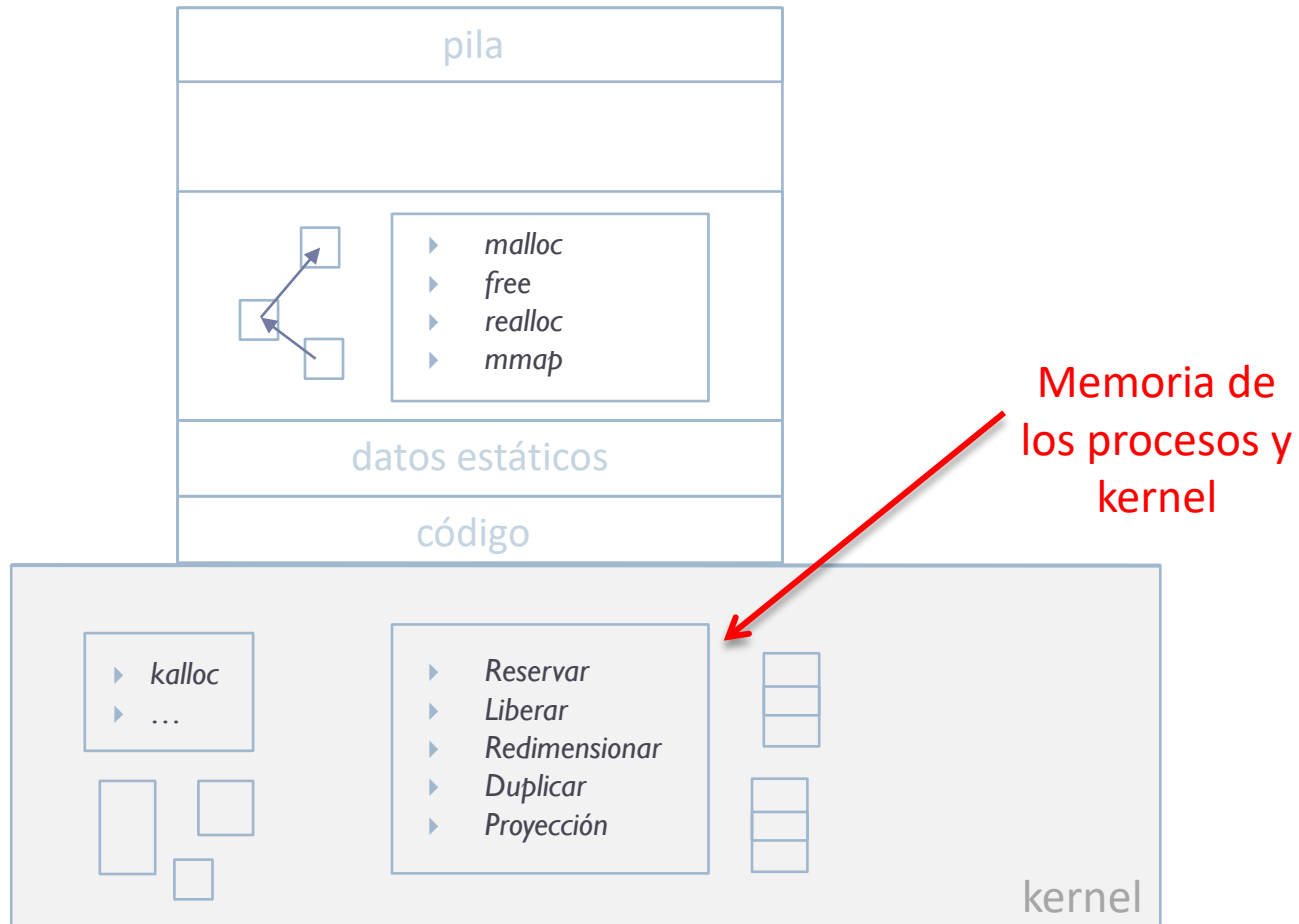 pila
malloc
free
realloc
mmap
datos estáticos
código
Memoria de
los procesos y
kernel
kalloc
…
Reservar
Liberar
Redimensionar
Duplicar
Proyección
kernel